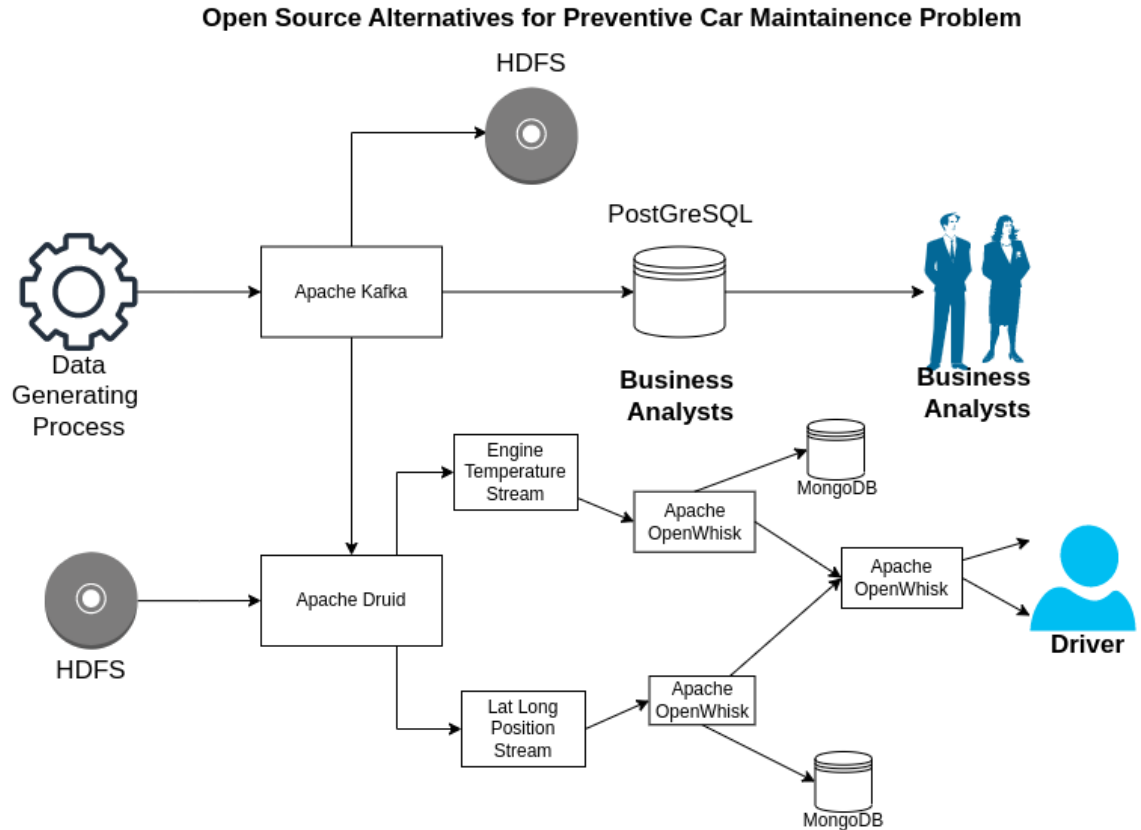 Open Source Alternatives for Preventive Car Maintainence Problem
HDFS
PostGreSQL
Apache Kafka
Data
Generating
Process
Business
Analysts
Business
Analysts
Engine
Temperature
Stream
MongoDB
Apache
OpenWhisk
Apache
OpenWhisk
Apache Druid
HDFS
Driver
Lat Long
Position
Stream
Apache
OpenWhisk
MongoDB